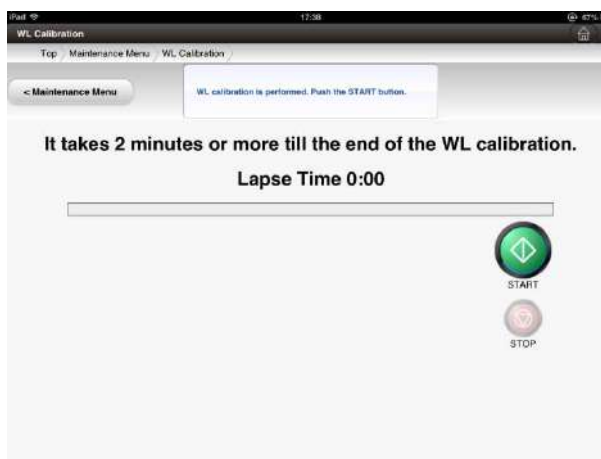 iPad 17:38 67%
WL Calibration
Top Maintenance Menu WL Calibration
< Maintenance Menu
WL calibration is performed. Push the START button.
It takes 2 minutes or more till the end of the WL calibration.
Lapse Time 0:00
START
STOP